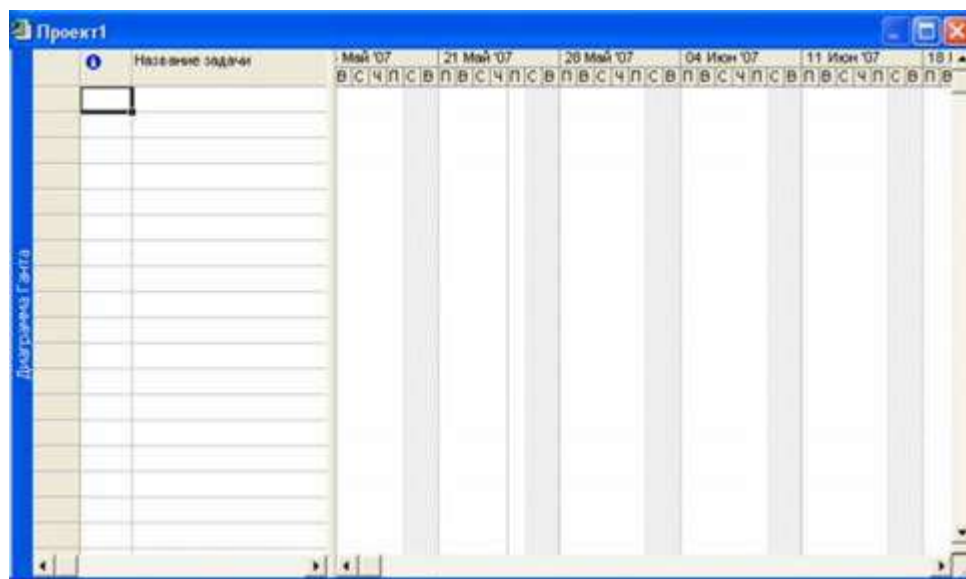 Проект1
Название задачи
Май '07 21 Май '07 28 Май '07 04 Июн '07 11 Июн '07 18
В С Ч П С В П В С Ч П С В П В С Ч П С В П В С Ч П С В П В С Ч П С В П В
Диаграмма Ганта